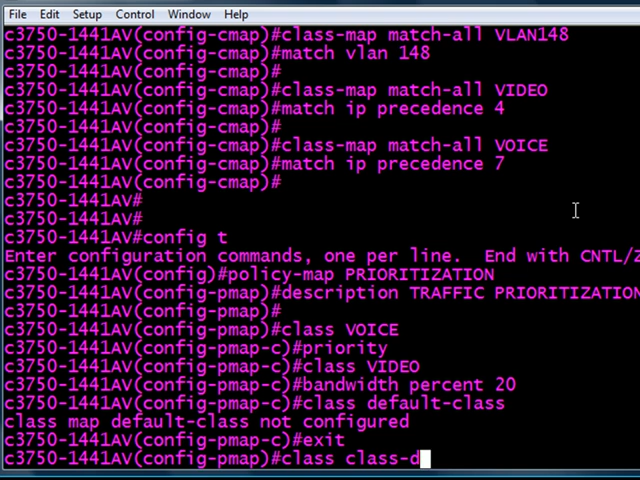 File Edit Setup Control Window Help
c3750-1441AV(config-cmap)#class-map match-all VLAN148
c3750-1441AV(config-cmap)#match vlan 148
c3750-1441AV(config-cmap)#
c3750-1441AV(config-cmap)#class-map match-all VIDEO
c3750-1441AV(config-cmap)#match ip precedence 4
c3750-1441AV(config-cmap)#
c3750-1441AV(config-cmap)#class-map match-all VOICE
c3750-1441AV(config-cmap)#match ip precedence 7
c3750-1441AV(config-cmap)#
c3750-1441AV#
c3750-1441AV#
c3750-1441AV#config t
Enter configuration commands, one per line.  End with CNTL/Z
c3750-1441AV(config)#policy-map PRIORITIZATION
c3750-1441AV(config-pmap)#description TRAFFIC PRIORITIZATION
c3750-1441AV(config-pmap)#
c3750-1441AV(config-pmap)#class VOICE
c3750-1441AV(config-pmap-c)#priority
c3750-1441AV(config-pmap-c)#class VIDEO
c3750-1441AV(config-pmap-c)#bandwidth percent 20
c3750-1441AV(config-pmap-c)#class default-class
class map default-class not configured
c3750-1441AV(config-pmap-c)#exit
c3750-1441AV(config-pmap)#class class-d